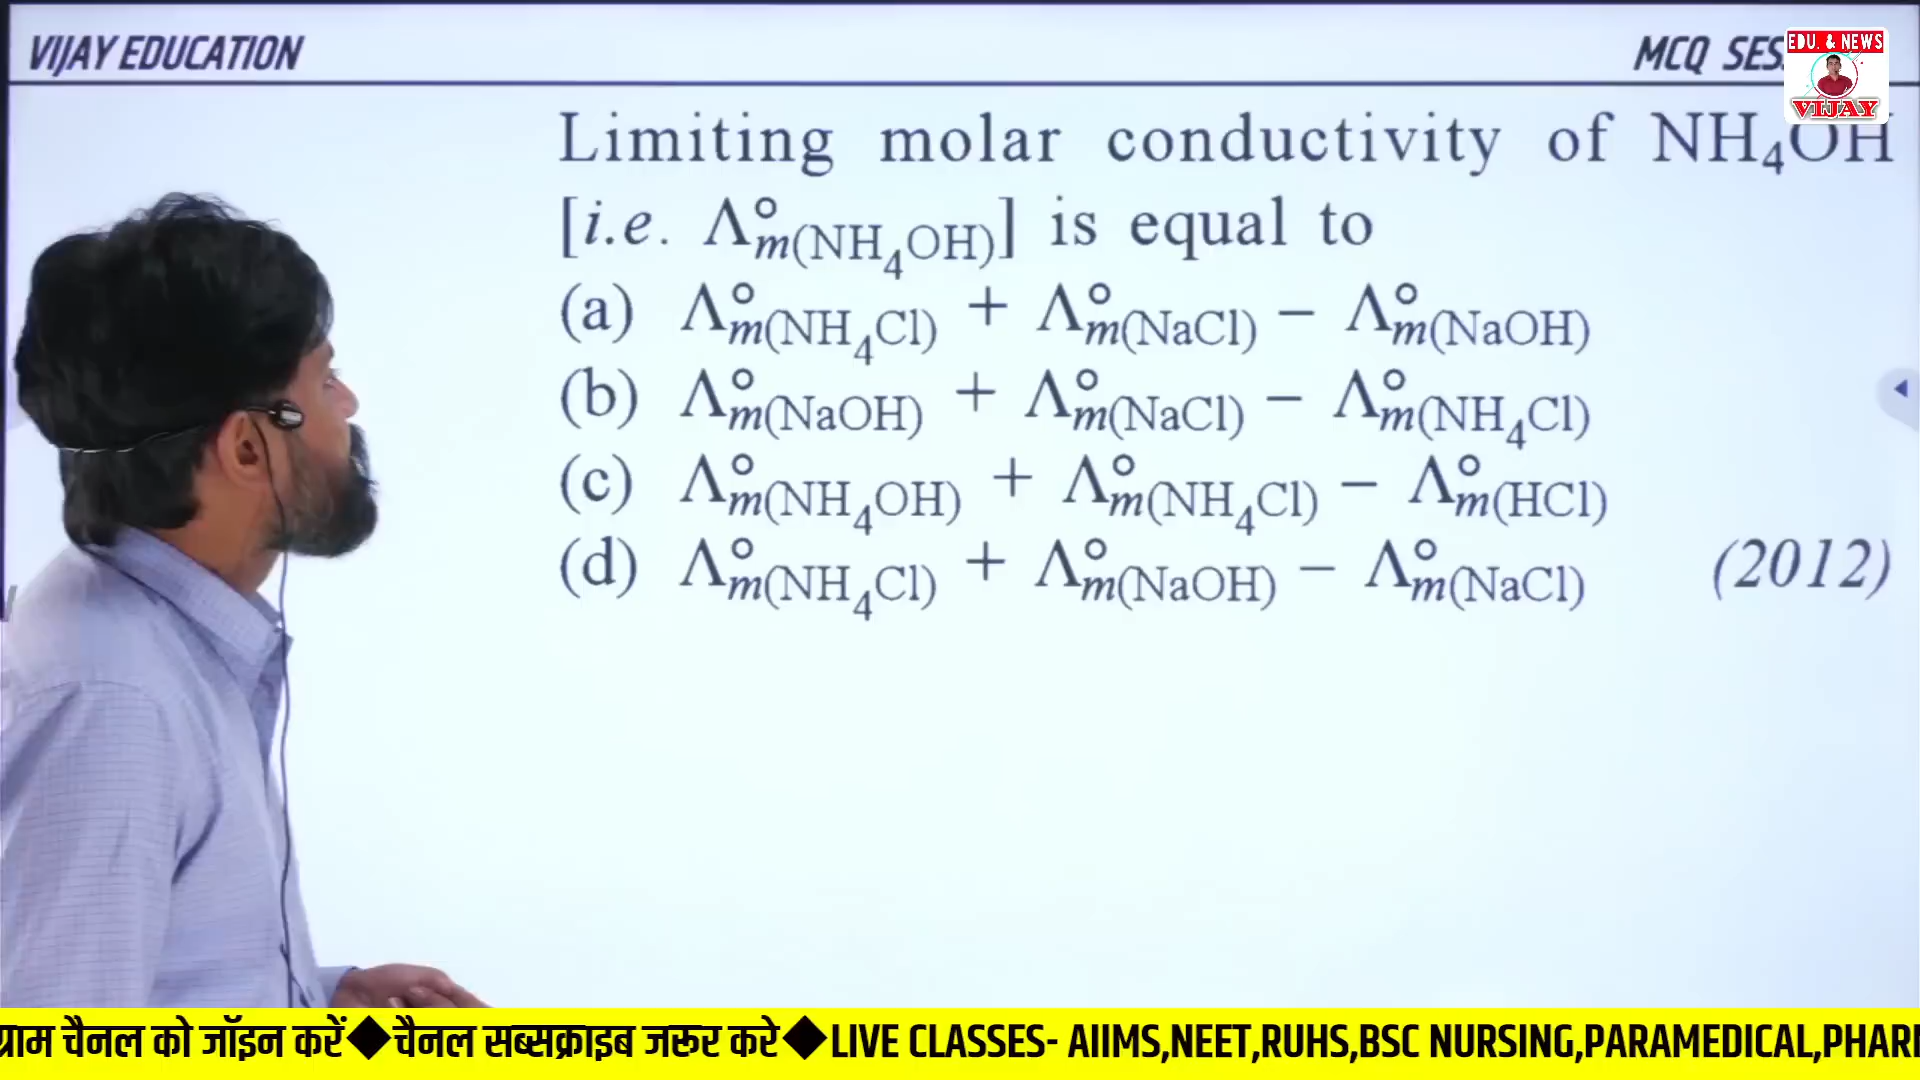 VIJAY EDUCATION
MCQ
EDU. & NEWS
VIJAY
Limiting molar conductivity of NH₄OH
[i.e. Λ°m(NH₄OH)] is equal to
(a) Λ°m(NH₄Cl) + Λ°m(NaCl) − Λ°m(NaOH)
(b) Λ°m(NaOH) + Λ°m(NaCl) − Λ°m(NH₄Cl)
(c) Λ°m(NH₄OH) + Λ°m(NH₄Cl) − Λ°m(HCl)
(d) Λ°m(NH₄Cl) + Λ°m(NaOH) − Λ°m(NaCl) (2012)
चैनल को जॉइन करें◆चैनल सब्सक्राइब जरूर करे◆LIVE CLASSES- AIIMS,NEET,RUHS,BSC NURSING,PARAMEDICAL,